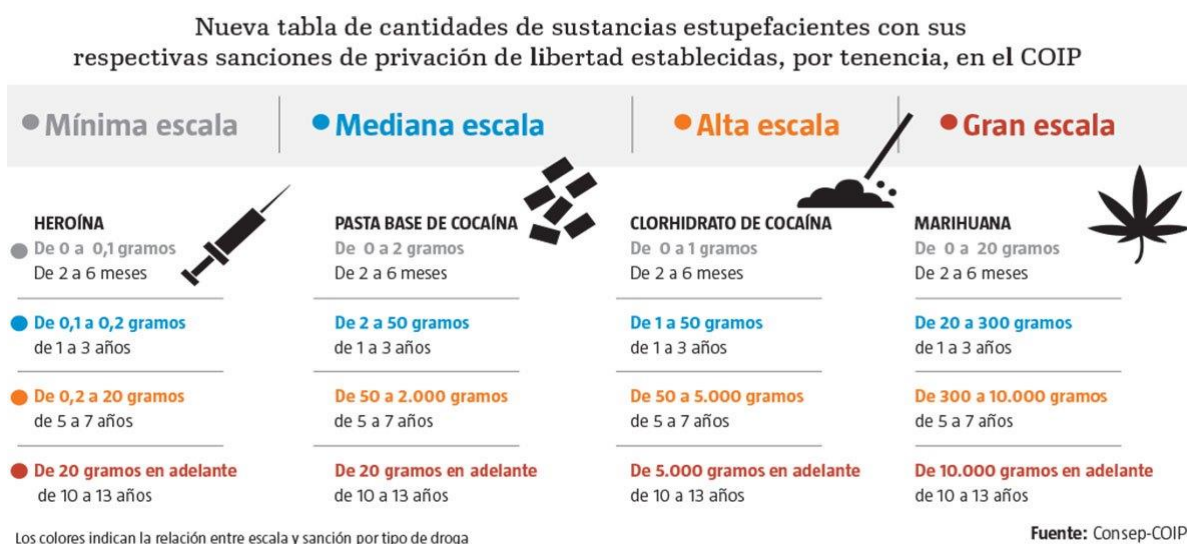 Nueva tabla de cantidades de sustancias estupefacientes con sus
respectivas sanciones de privación de libertad establecidas, por tenencia, en el COIP
Mínima escala
Mediana escala
Alta escala
Gran escala
HEROÍNA
De 0 a 0,1 gramos
De 2 a 6 meses
De 0,1 a 0,2 gramos
de 1 a 3 años
De 0,2 a 20 gramos
de 5 a 7 años
De 20 gramos en adelante
de 10 a 13 años
PASTA BASE DE COCAÍNA
De 0 a 2 gramos
De 2 a 6 meses
De 2 a 50 gramos
de 1 a 3 años
De 50 a 2.000 gramos
de 5 a 7 años
De 20 gramos en adelante
de 10 a 13 años
CLORHIDRATO DE COCAÍNA
De 0 a 1 gramos
De 2 a 6 meses
De 1 a 50 gramos
de 1 a 3 años
De 50 a 5.000 gramos
de 5 a 7 años
De 5.000 gramos en adelante
de 10 a 13 años
MARIHUANA
De 0 a 20 gramos
De 2 a 6 meses
De 20 a 300 gramos
de 1 a 3 años
De 300 a 10.000 gramos
de 5 a 7 años
De 10.000 gramos en adelante
de 10 a 13 años
Los colores indican la relación entre escala y sanción por tipo de droga
Fuente: Consep-COIP